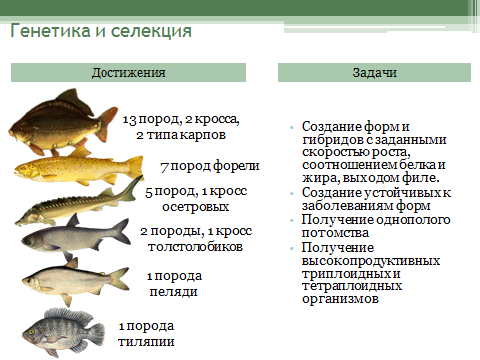 Генетика и селекция
Достижения
13 пород, 2 кросса,
2 типа карпов
7 пород форели
5 пород, 1 кросс
осетровых
2 породы, 1 кросс
толстолобиков
1 порода
пеляди
1 порода
тиляпии
Задачи
• Создание форм и
гибридов с заданными
скоростью роста,
соотношением белка и
жира, выходом филе.
• Создание устойчивых к
заболеваниям форм
• Получение однополого
потомства
• Получение
высокопродуктивных
триплоидных и
тетраплоидных
организмов